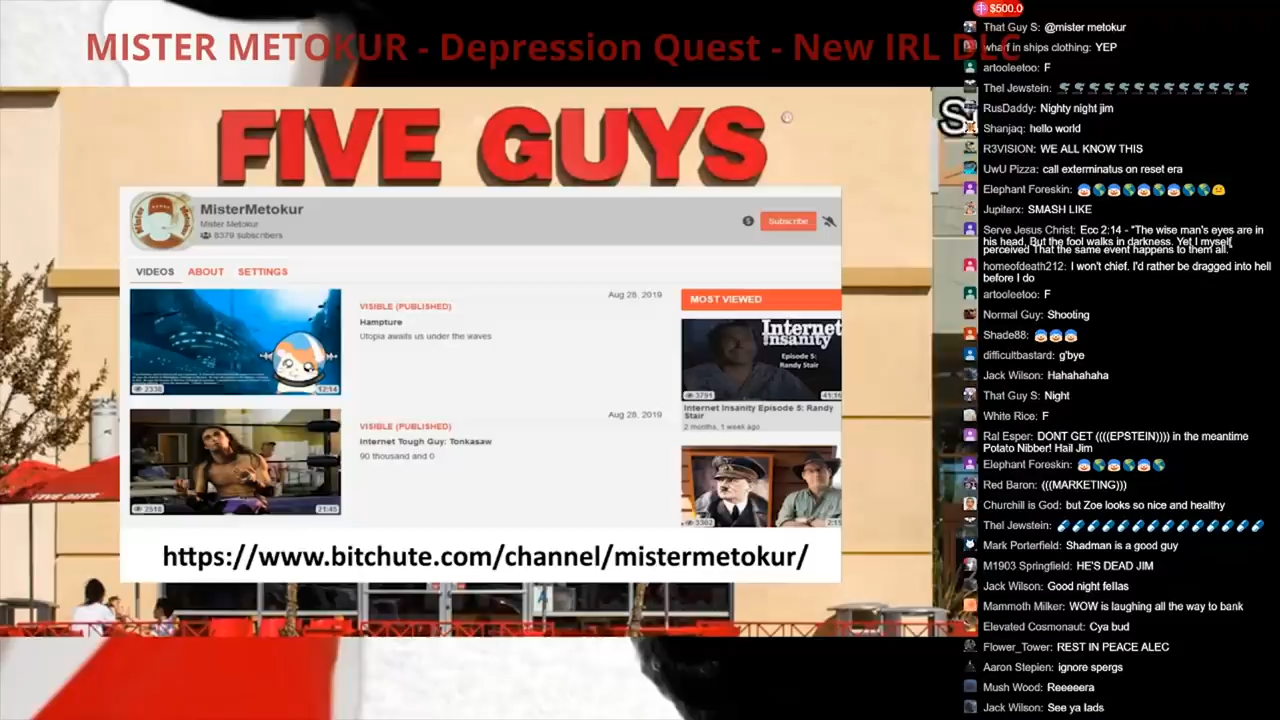 MISTER METOKUR - Depression Quest - New IRL DLC
FIVE GUYS
MisterMetokur
Mister Metokur
8379 subscribers
Subscribe
VIDEOS ABOUT SETTINGS
Aug 28, 2019
VISIBLE (PUBLISHED)
Hampture
Utopia awaits us under the waves
2338
12:14
Aug 28, 2019
VISIBLE (PUBLISHED)
Internet Tough Guy: Tonkasaw
90 thousand and 0
2518
21:45
MOST VIEWED
Internet
Insanity
Episode 5:
Randy Stair
3791
Internet Insanity Episode 5: Randy
Stair
2 months, 1 week ago
3302
https://www.bitchute.com/channel/mistermetokur/
FIVE GUYS
$500.0
That Guy S: @mister metokur
wharf in ships clothing: YEP
artooleetoo: F
Thel Jewstein: 
RusDaddy: Nighty night jim
Shanjaq: hello world
R3VISION: WE ALL KNOW THIS
UwU Pizza: call exterminatus on reset era
Elephant Foreskin: 🤡🌎🤡🌎🤡🌎🤡🌎🌎😐
Jupiterx: SMASH LIKE
Serve Jesus Christ: Ecc 2:14 - "The wise man's eyes are in
his head, But the fool walks in darkness. Yet I myself
perceived That the same event happens to them all.
homeofdeath212: I won't chief. I'd rather be dragged into hell
before I do
artooleetoo: F
Normal Guy: Shooting
Shade88: 🤡🤡🤡
difficultbastard: g'bye
Jack Wilson: Hahahahaha
That Guy S: Night
White Rice: F
Ral Esper: DONT GET ((((EPSTEIN)))) in the meantime
Potato Nibber! Hail Jim
Elephant Foreskin: 🤡🌎🤡🌎🤡🌎
Red Baron: (((MARKETING)))
Churchill is God: but Zoe looks so nice and healthy
Thel Jewstein: 
Mark Porterfield: Shadman is a good guy
M1903 Springfield: HE'S DEAD JIM
Jack Wilson: Good night fellas
Mammoth Milker: WOW is laughing all the way to bank
Elevated Cosmonaut: Cya bud
Flower_Tower: REST IN PEACE ALEC
Aaron Stepien: ignore spergs
Mush Wood: Reeeeera
Jack Wilson: See ya lads